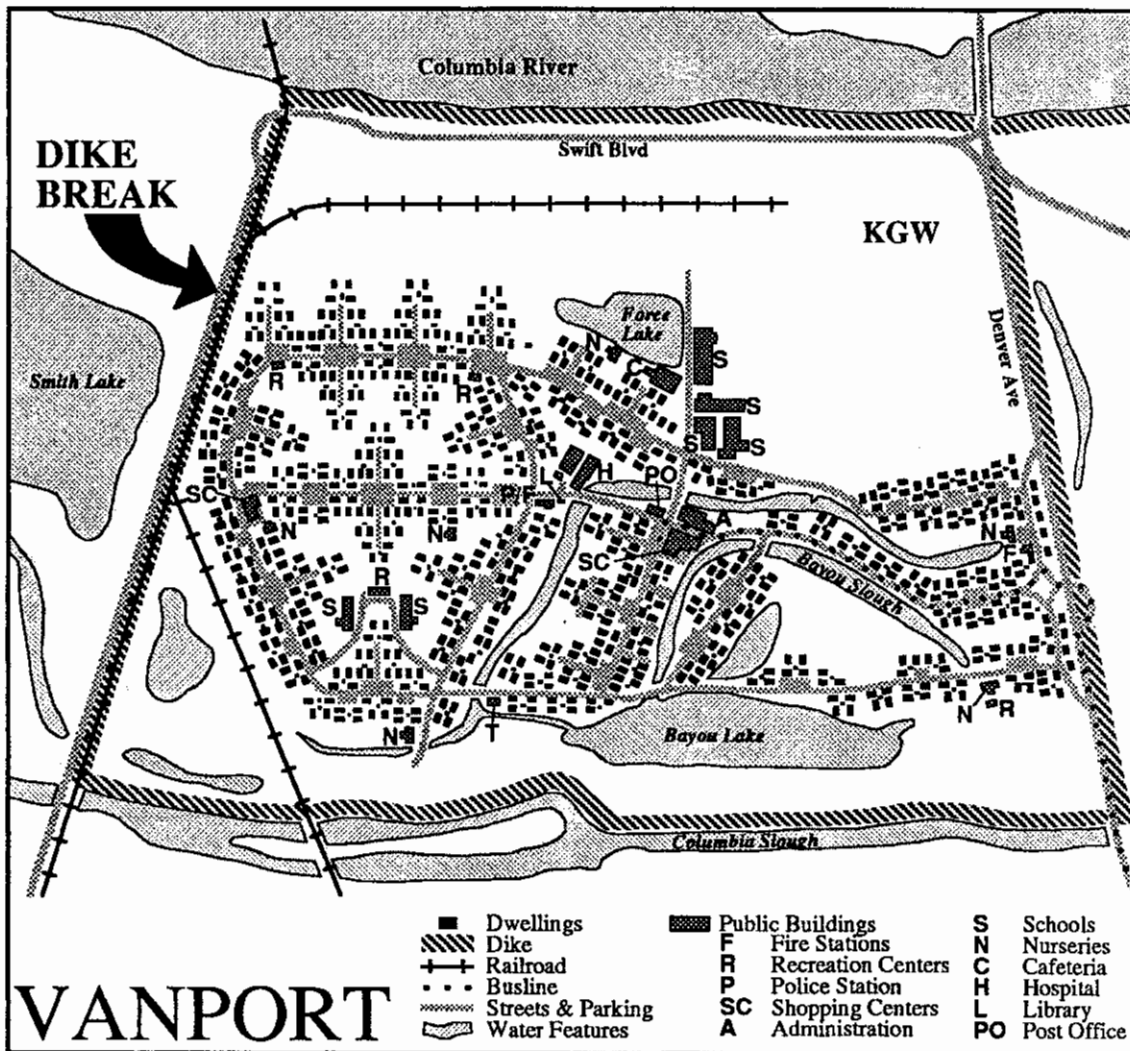 Columbia River
DIKE
BREAK
Swift Blvd
KGW
Force
Lake
Denver Ave
Smith Lake
N
C
S
R
R
S
S
S
L
H
PO
P/F
SC
N
N
A
SC
N
F
Bayou Slough
R
S
S
N
R
N
T
Bayou Lake
Columbia Slough
VANPORT
Dwellings
Dike
Railroad
Busline
Streets & Parking
Water Features
Public Buildings
F Fire Stations
R Recreation Centers
P Police Station
SC Shopping Centers
A Administration
S Schools
N Nurseries
C Cafeteria
H Hospital
L Library
PO Post Office